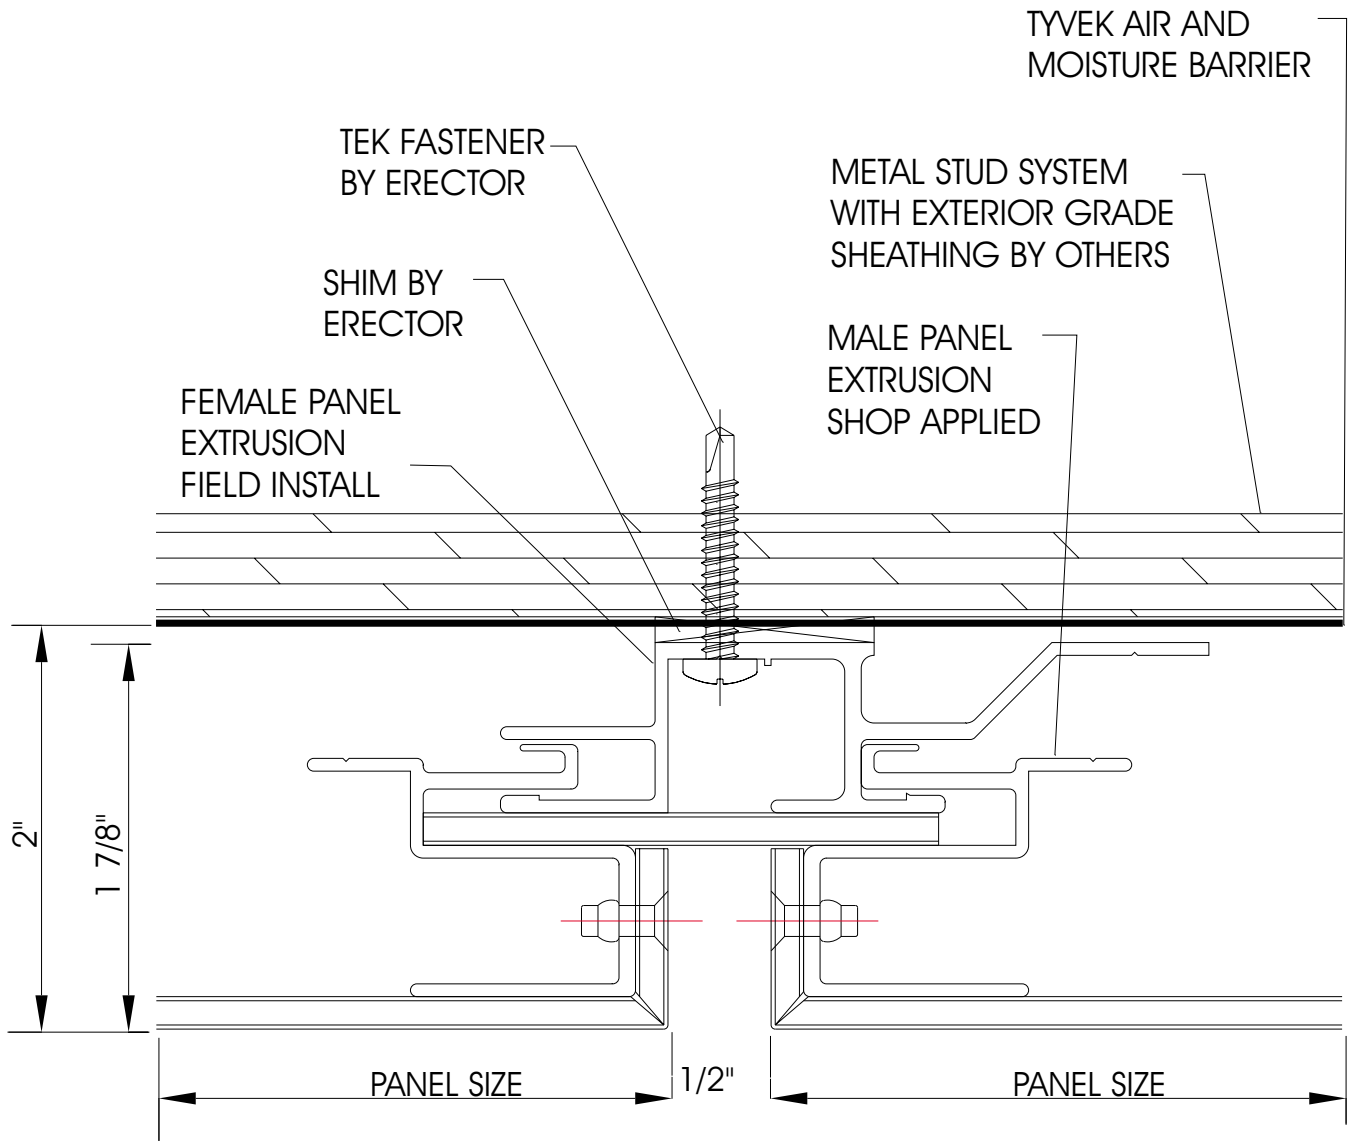 TYVEK AIR AND
MOISTURE BARRIER
TEK FASTENER
BY ERECTOR
METAL STUD SYSTEM
WITH EXTERIOR GRADE
SHEATHING BY OTHERS
SHIM BY
ERECTOR
MALE PANEL
EXTRUSION
SHOP APPLIED
FEMALE PANEL
EXTRUSION
FIELD INSTALL
2"
1 7/8"
PANEL SIZE
1/2"
PANEL SIZE